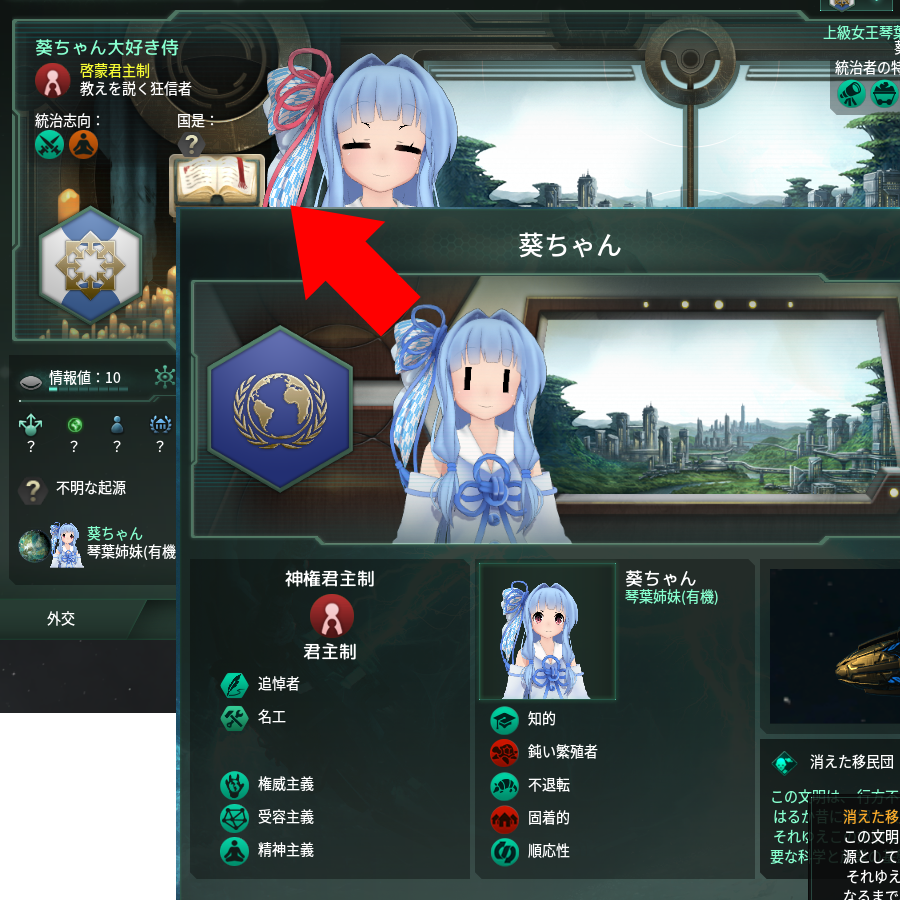 葵ちゃん大好き侍
啓蒙君主制
教えを説く狂信者
統治志向：
国是：
?
上級女王琴葉
統治者の特
情報値：10
? ? ? ?
? 不明な起源
葵ちゃん
琴葉姉妹(有機
外交
葵ちゃん
神権君主制
君主制
追悼者
名工
権威主義
受容主義
精神主義
葵ちゃん
琴葉姉妹(有機)
知的
鈍い繁殖者
不退転
固着的
順応性
消えた移民団
この文明は、行方不
はるか昔に
それゆえこ
要な科学と
消えた移
この文明
源として
それゆえ
なるまで